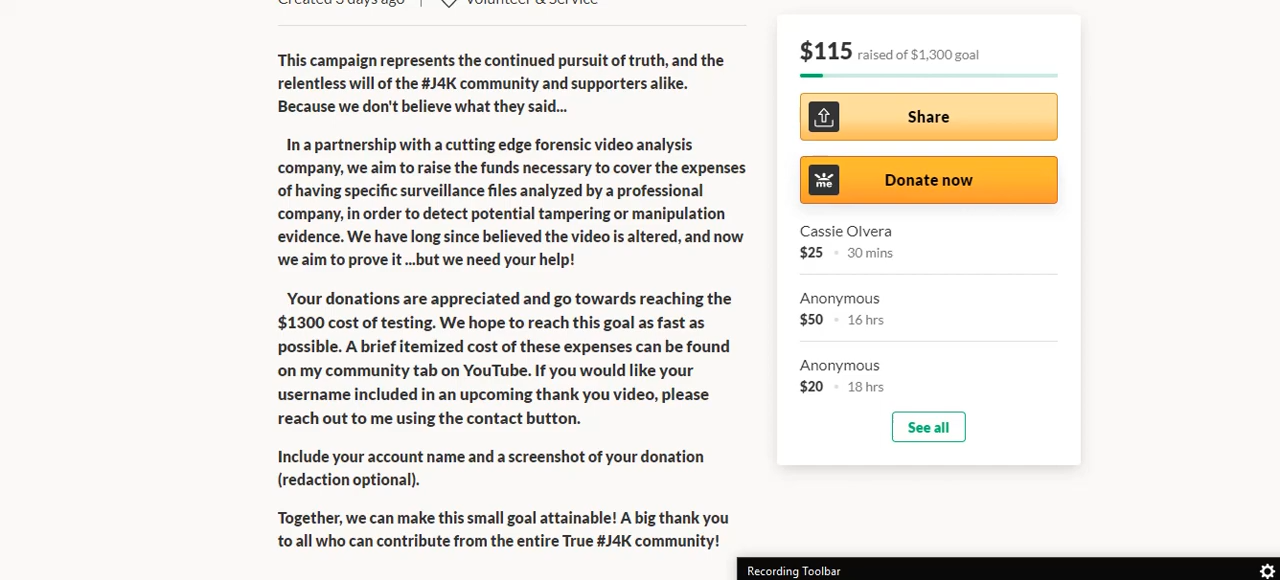 Created 3 days ago | Volunteer & Service
This campaign represents the continued pursuit of truth, and the
relentless will of the #J4K community and supporters alike.
Because we don't believe what they said...
In a partnership with a cutting edge forensic video analysis
company, we aim to raise the funds necessary to cover the expenses
of having specific surveillance files analyzed by a professional
company, in order to detect potential tampering or manipulation
evidence. We have long since believed the video is altered, and now
we aim to prove it ...but we need your help!
Your donations are appreciated and go towards reaching the
$1300 cost of testing. We hope to reach this goal as fast as
possible. A brief itemized cost of these expenses can be found
on my community tab on YouTube. If you would like your
username included in an upcoming thank you video, please
reach out to me using the contact button.
Include your account name and a screenshot of your donation
(redaction optional).
Together, we can make this small goal attainable! A big thank you
to all who can contribute from the entire True #J4K community!
$115 raised of $1,300 goal
Share
me Donate now
Cassie Olvera
$25 • 30 mins
Anonymous
$50 • 16 hrs
Anonymous
$20 • 18 hrs
See all
Recording Toolbar